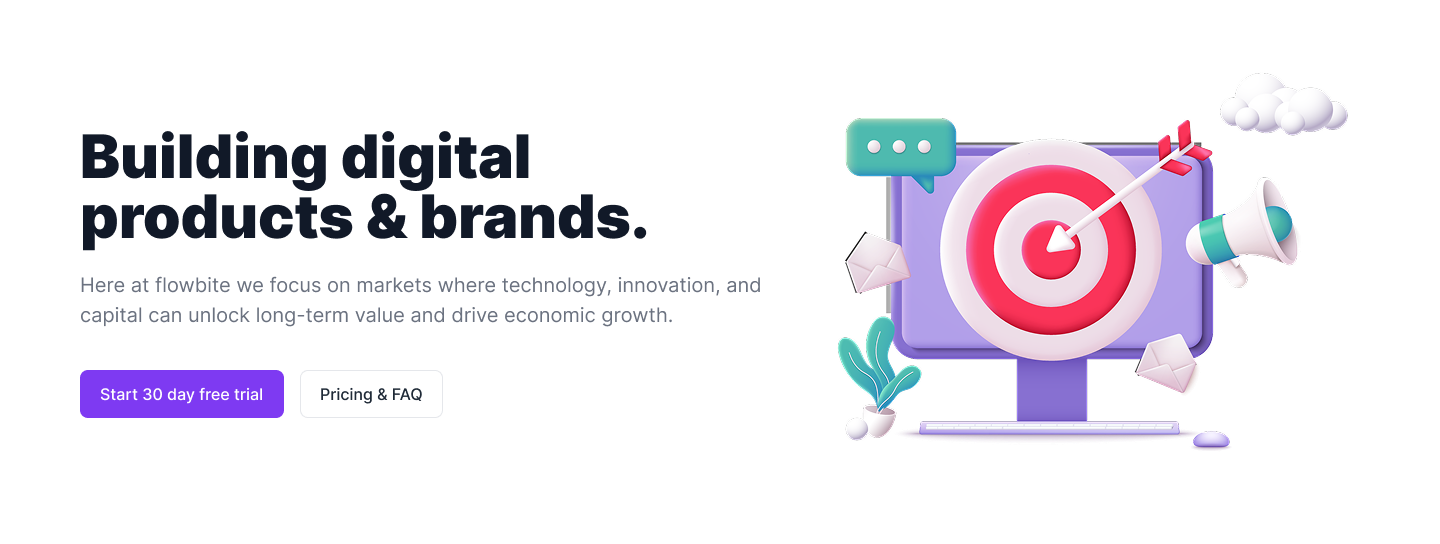 Building digital
products & brands.
Here at flowbite we focus on markets where technology, innovation, and
capital can unlock long-term value and drive economic growth.
Start 30 day free trial
Pricing & FAQ